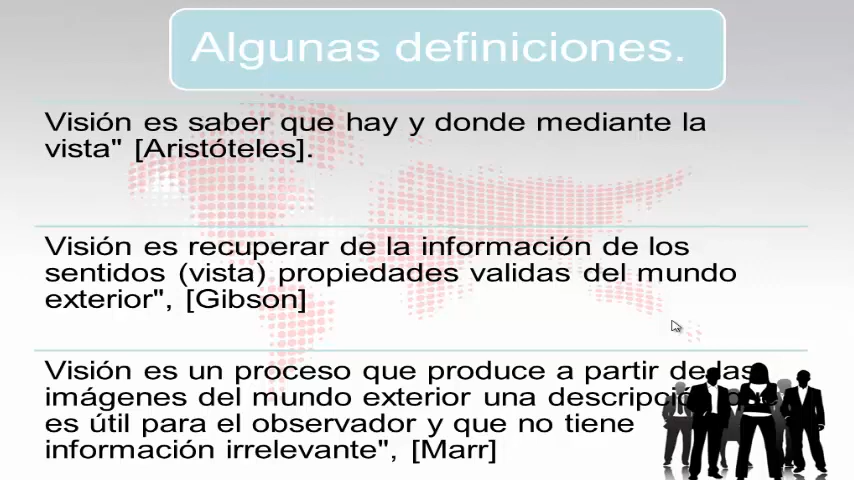 Algunas definiciones.
Visión es saber que hay y donde mediante la
vista" [Aristóteles].
Visión es recuperar de la información de los
sentidos (vista) propiedades validas del mundo
exterior", [Gibson]
Visión es un proceso que produce a partir de las
imágenes del mundo exterior una descripción
es útil para el observador y que no tiene
información irrelevante", [Marr]